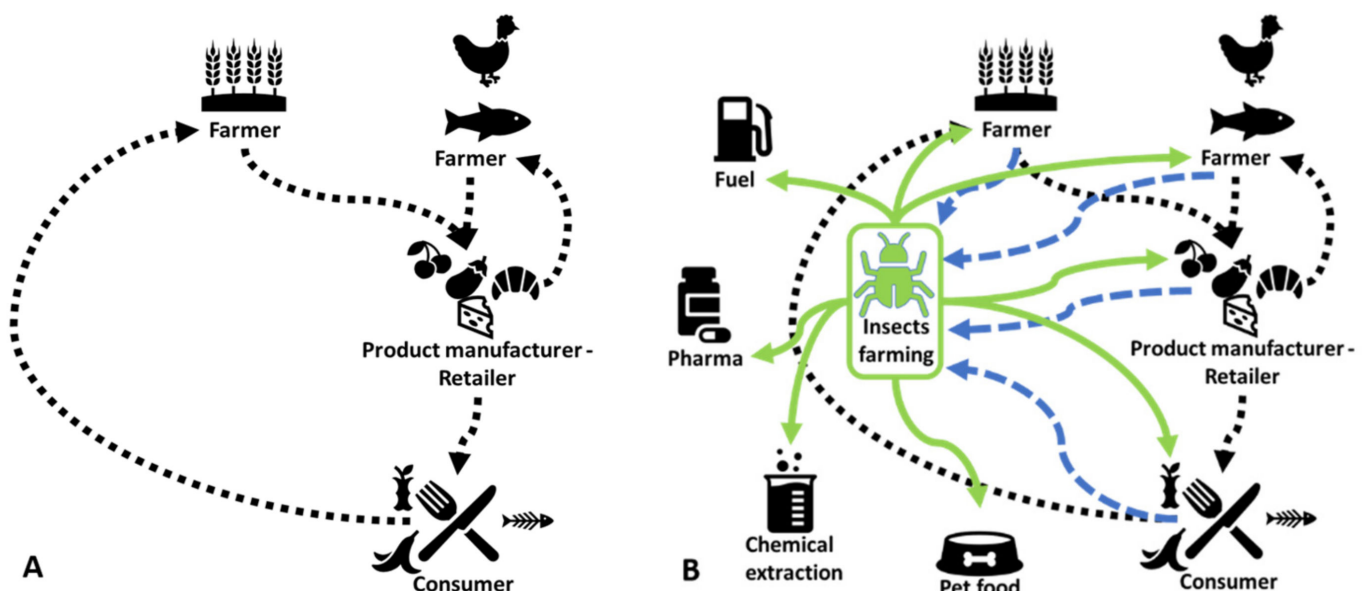 Farmer
Farmer
Product manufacturer -
Retailer
Consumer
A
Farmer
Farmer
Fuel
Insects
farming
Pharma
Product manufacturer -
Retailer
Chemical
extraction
Pet food
Consumer
B